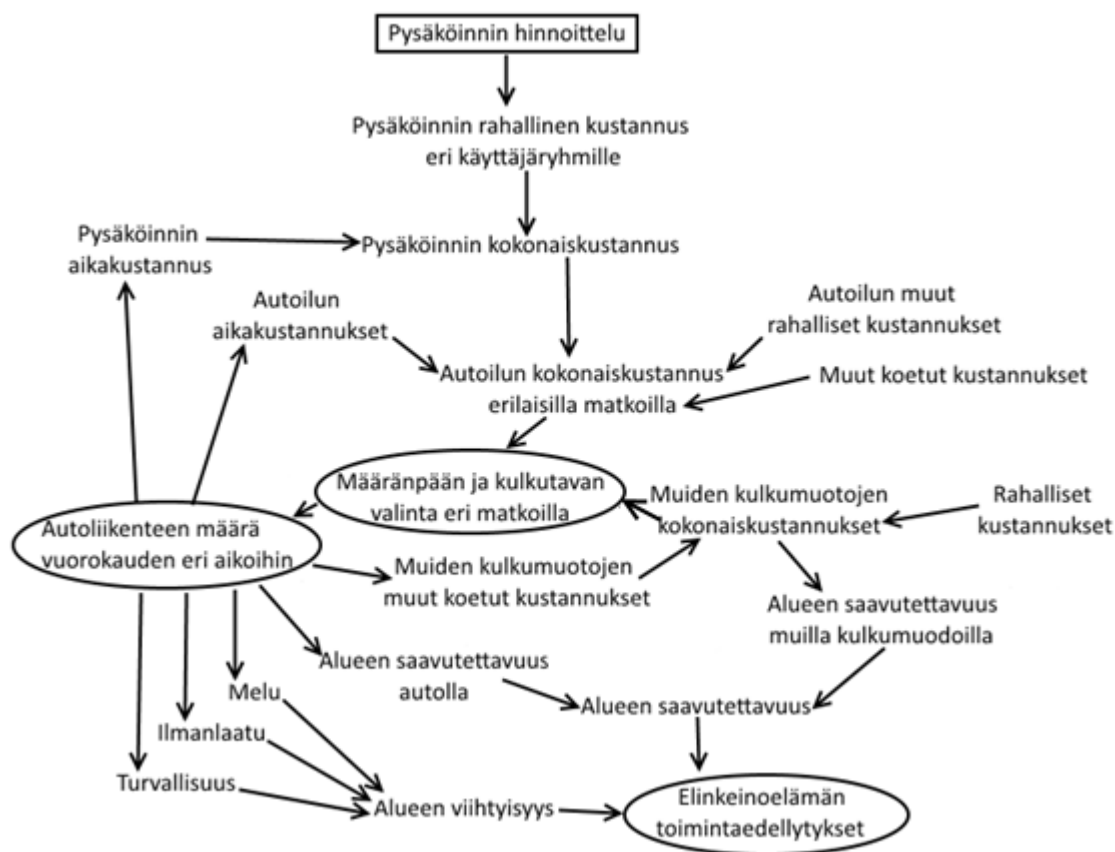 Pysäköinnin hinnoittelu
Pysäköinnin rahallinen kustannus
eri käyttäjäryhmille
Pysäköinnin
aikakustannus
Pysäköinnin kokonaiskustannus
Autoilun
aikakustannukset
Autoilun muut
rahalliset kustannukset
Autoilun kokonaiskustannus
erilaisilla matkoilla
Muut koetut kustannukset
Määränpään ja kulkutavan
valinta eri matkoilla
Muiden kulkumuotojen
kokonaiskustannukset
Rahalliset
kustannukset
Autoliikenteen määrä
vuorokauden eri aikoihin
Muiden kulkumuotojen
muut koetut kustannukset
Alueen saavutettavuus
muilla kulkumuodoilla
Alueen saavutettavuus
autolla
Melu
Alueen saavutettavuus
Ilmanlaatu
Turvallisuus
Alueen viihtyisyys
Elinkeinoelämän
toimintaedellytykset